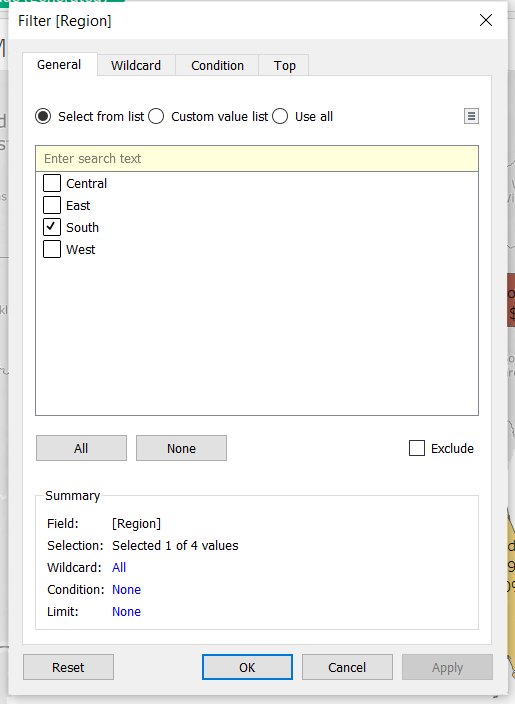 Filter [Region]
General Wildcard Condition Top
Select from list Custom value list Use all
Enter search text
Central
East
South
West
All None Exclude
Summary
Field: [Region]
Selection: Selected 1 of 4 values
Wildcard: All
Condition: None
Limit: None
Reset OK Cancel Apply